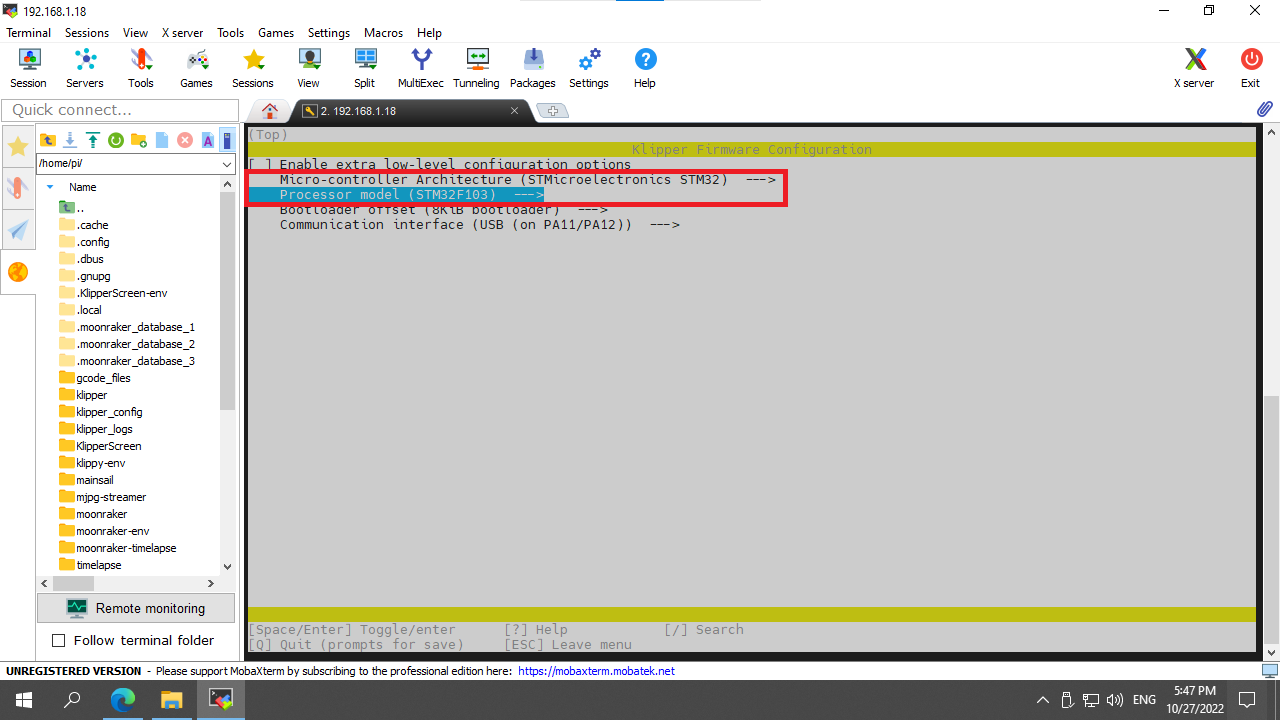 192.168.1.18
Terminal Sessions View X server Tools Games Settings Macros Help
Session Servers Tools Games Sessions View Split MultiExec Tunneling Packages Settings Help X server Exit
Quick connect...
2. 192.168.1.18
/home/pi/
Name
..
.cache
.config
.dbus
.gnupg
.KlipperScreen-env
.local
.moonraker_database_1
.moonraker_database_2
.moonraker_database_3
gcode_files
klipper
klipper_config
klipper_logs
KlipperScreen
klippy-env
mainsail
mjpg-streamer
moonraker
moonraker-env
moonraker-timelapse
timelapse
Remote monitoring
Follow terminal folder
(Top)
Klipper Firmware Configuration
[ ] Enable extra low-level configuration options
Micro-controller Architecture (STMicroelectronics STM32) --->
Processor model (STM32F103) --->
Bootloader offset (8KiB bootloader) --->
Communication interface (USB (on PA11/PA12)) --->
[Space/Enter] Toggle/enter [?] Help [/] Search
[Q] Quit (prompts for save) [ESC] Leave menu
UNREGISTERED VERSION - Please support MobaXterm by subscribing to the professional edition here: https://mobaxterm.mobatek.net
ENG
5:47 PM
10/27/2022